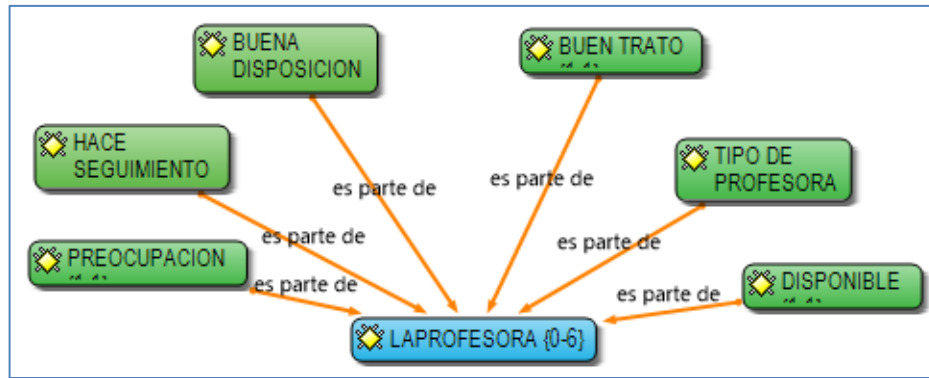 BUENA
DISPOSICION
BUEN TRATO
HACE
SEGUIMIENTO
TIPO DE
PROFESORA
es parte de
es parte de
es parte de
es parte de
PREOCUPACION
es parte de
es parte de
DISPONIBLE
LAPROFESORA {0-6}